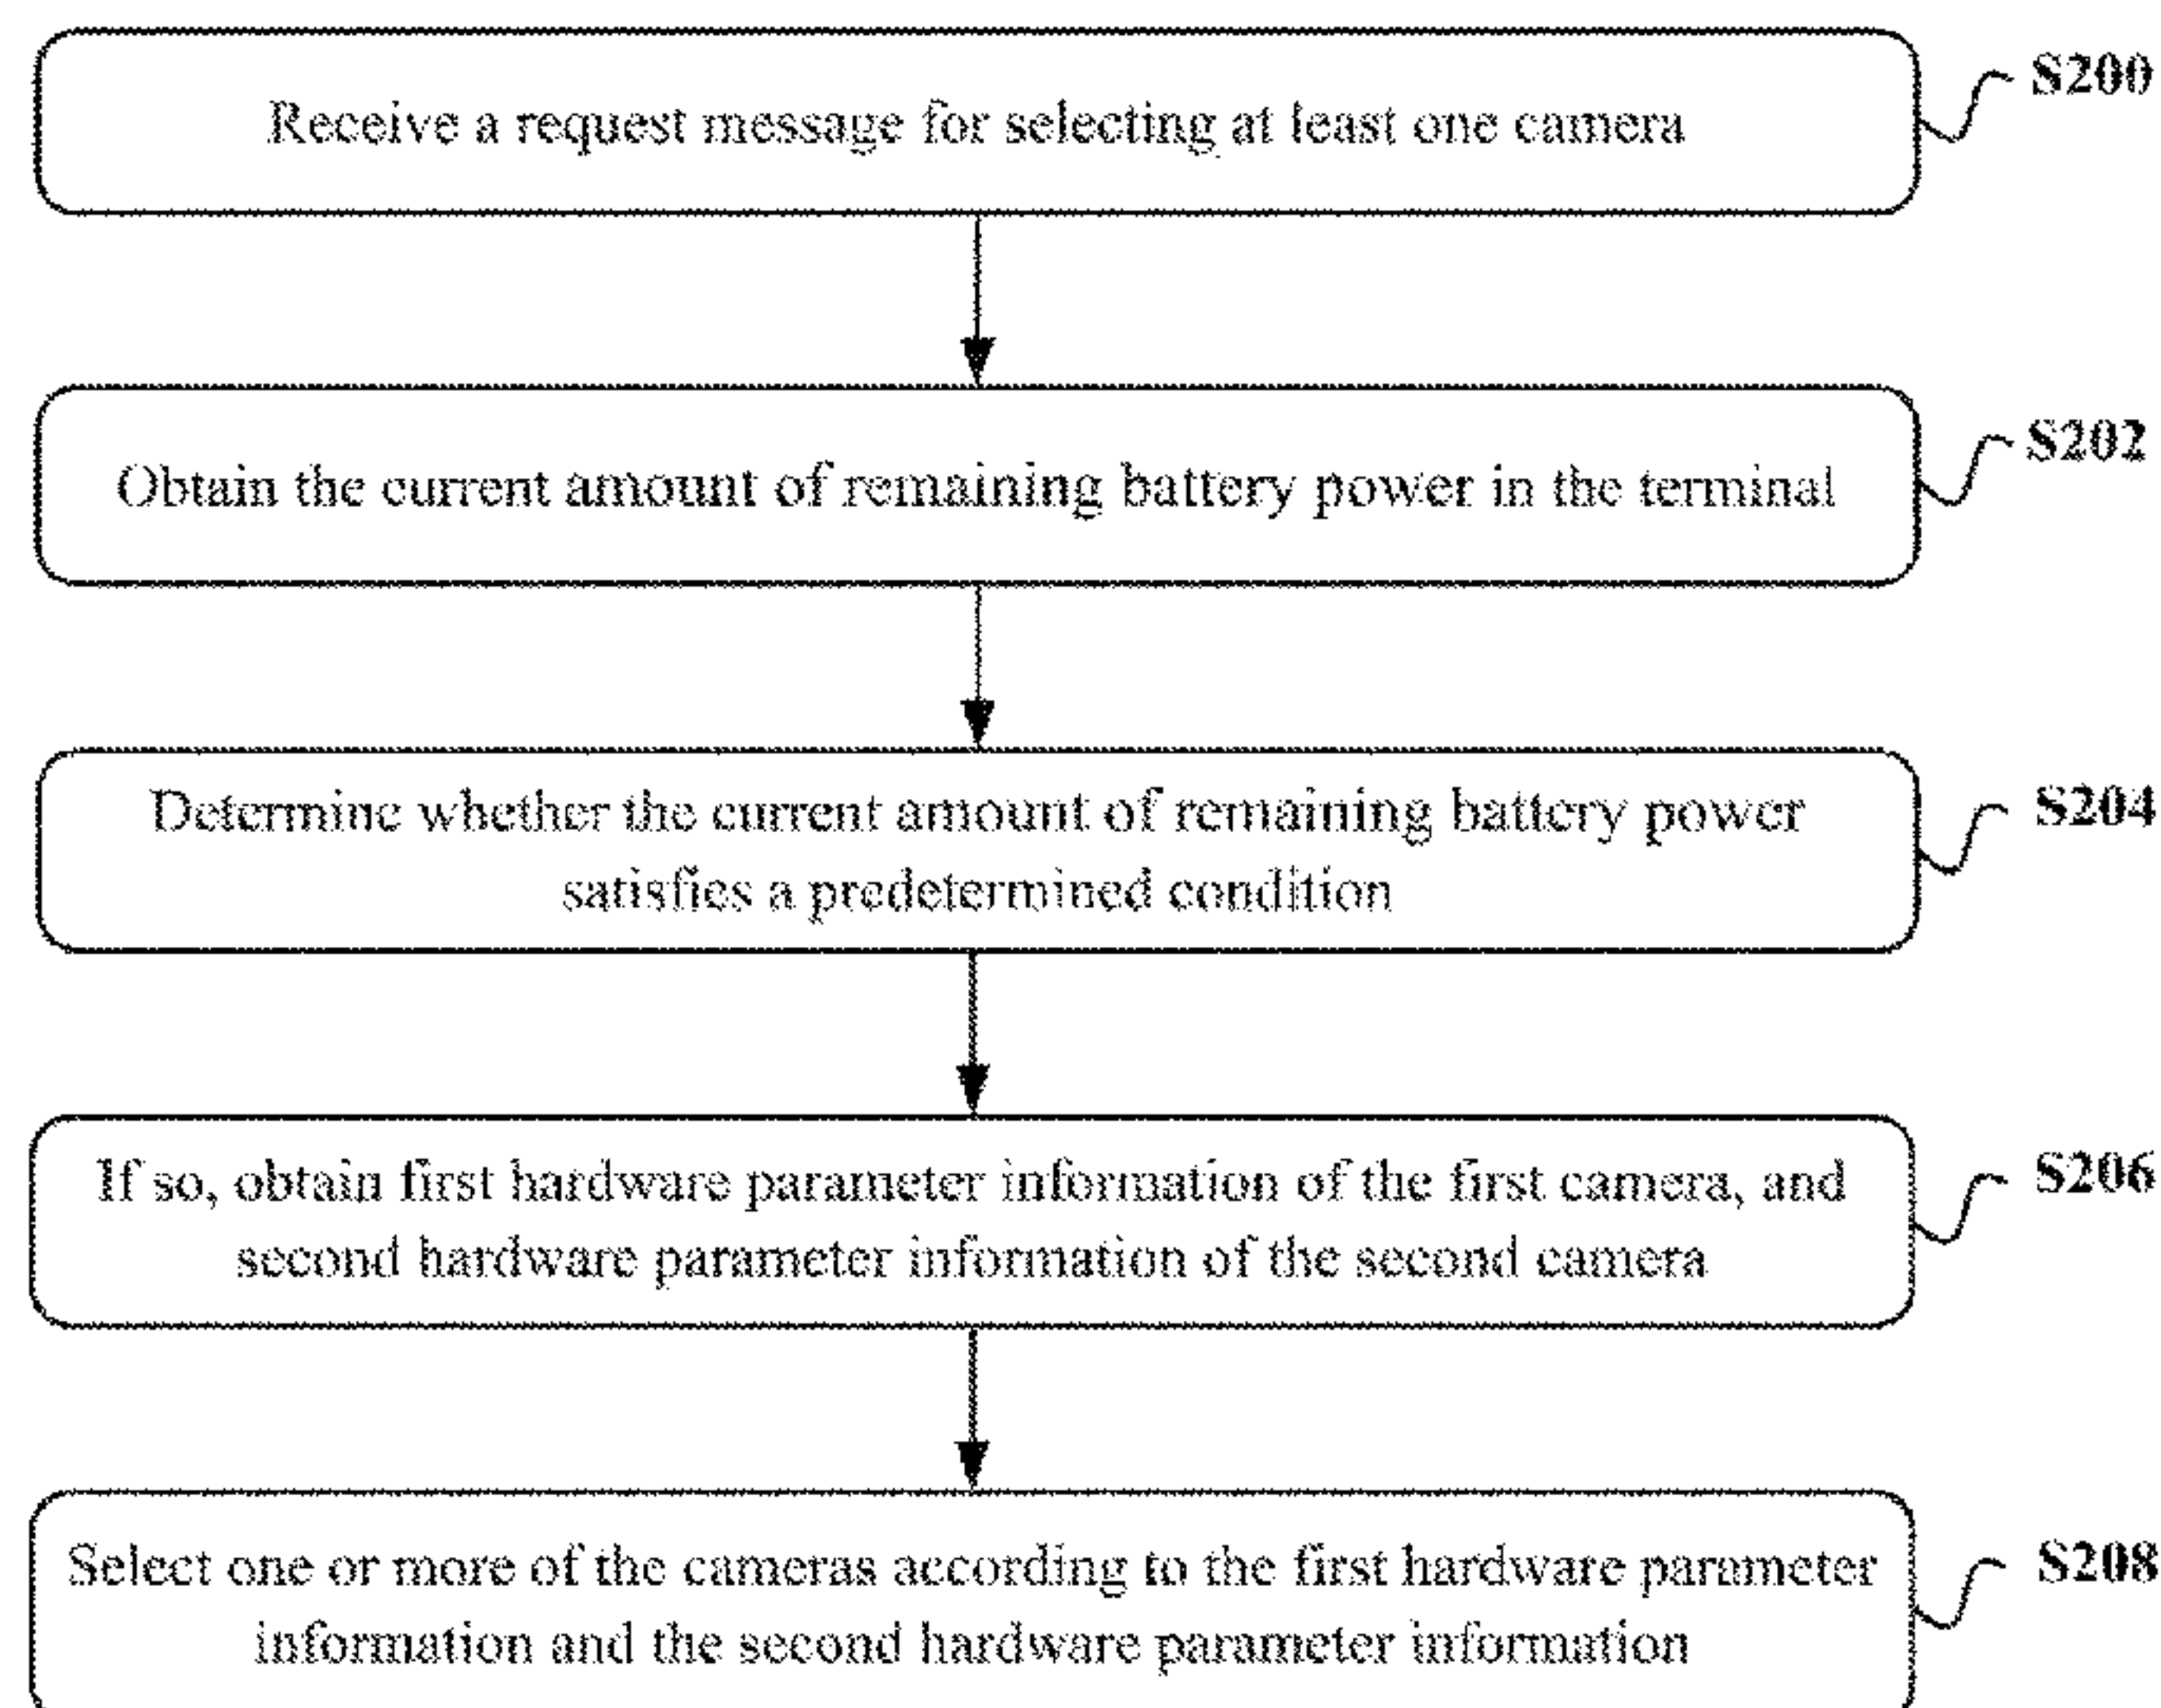 Receive a request message for selecting at least one camera
S200
Obtain the current amount of remaining battery power in the terminal
S202
Determine whether the current amount of remaining battery power
satisfies a predetermined condition
S204
If so, obtain first hardware parameter information of the first camera, and
second hardware parameter information of the second camera
S206
Select one or more of the cameras according to the first hardware parameter
information and the second hardware parameter information
S208